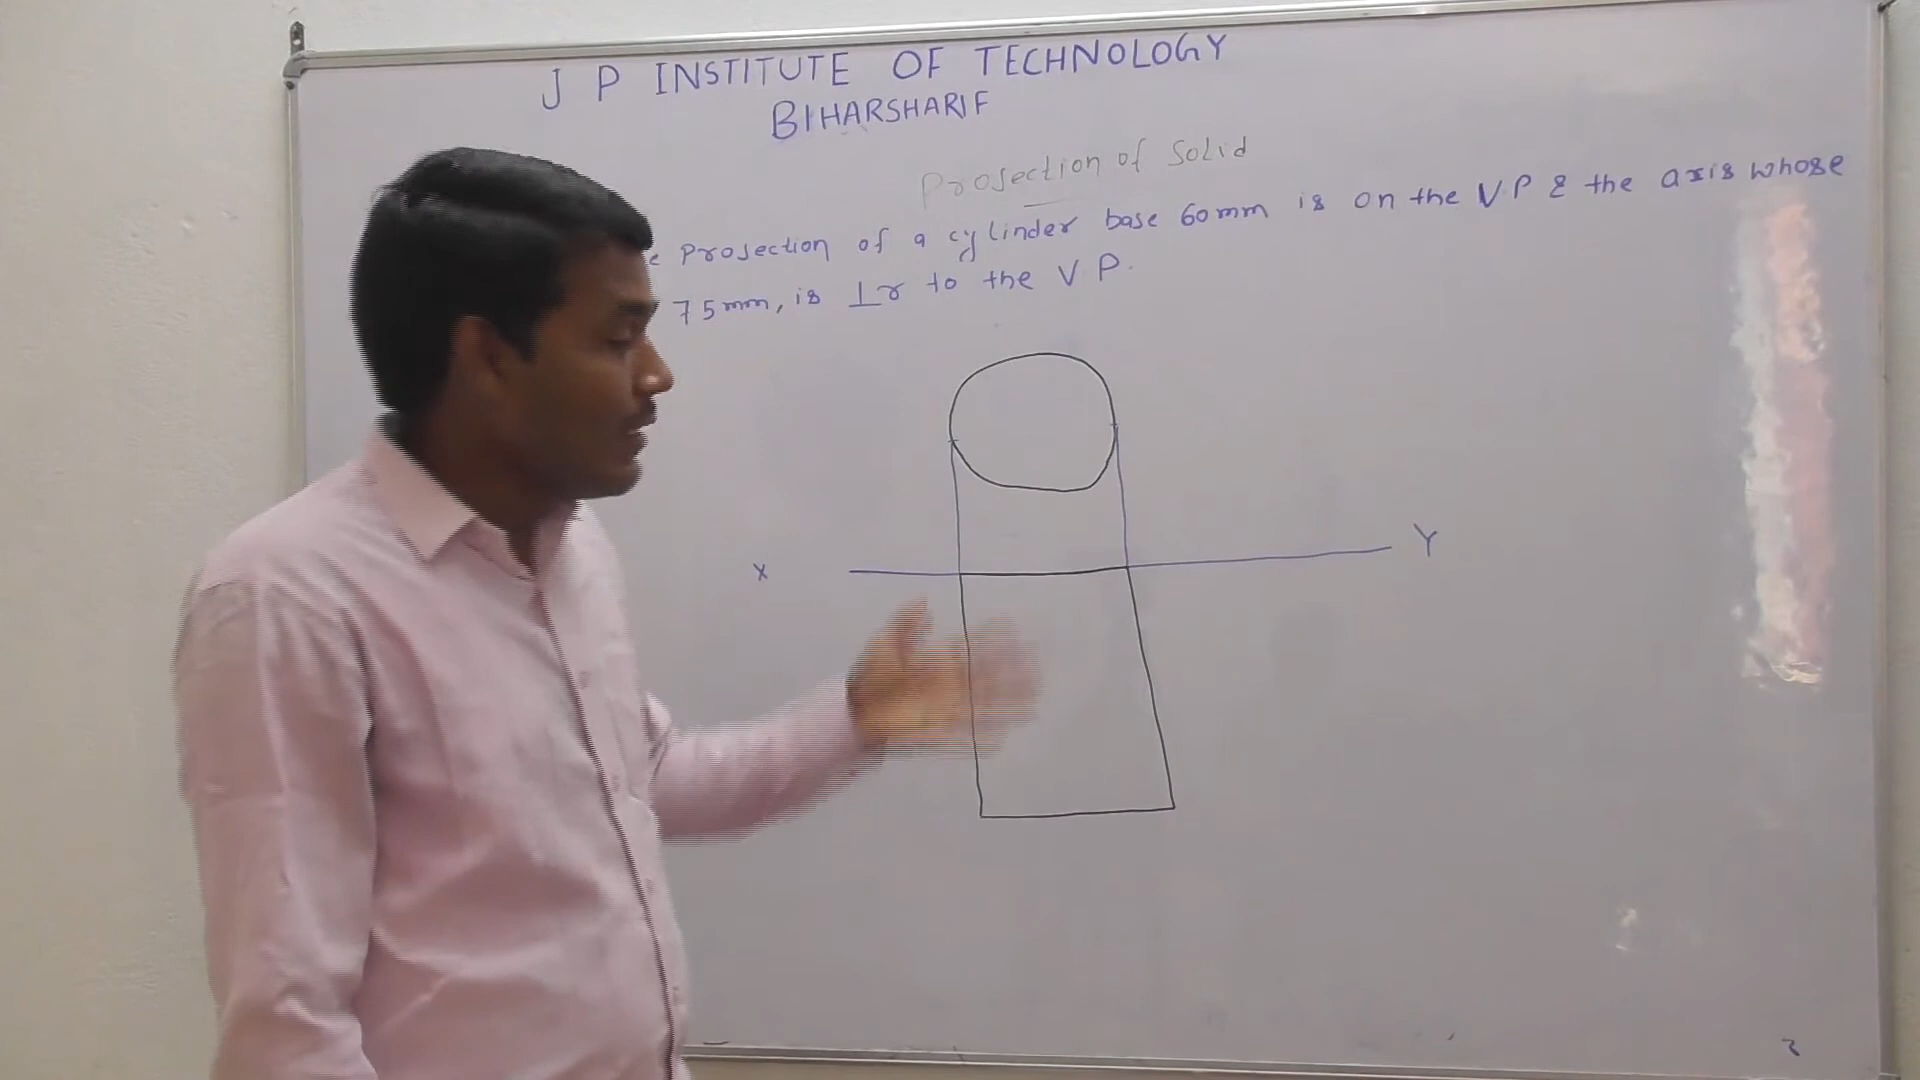 J P INSTITUTE OF TECHNOLOGY
BIHARSHARIF
Projection of Solid
Projection of a cylinder base 60mm is on the VP & the axis whose
75mm, is ⊥r to the V P.
X
Y